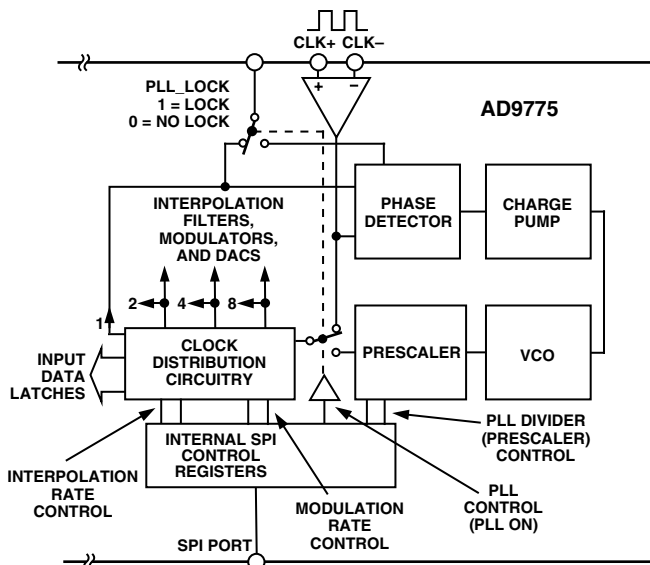 CLK+ CLK–
+ –
PLL_LOCK
1 = LOCK
0 = NO LOCK
AD9775
INTERPOLATION
FILTERS,
MODULATORS,
AND DACS
PHASE
DETECTOR
CHARGE
PUMP
2 4 8
1
CLOCK
DISTRIBUTION
CIRCUITRY
PRESCALER
VCO
INPUT
DATA
LATCHES
INTERNAL SPI
CONTROL
REGISTERS
PLL DIVIDER
(PRESCALER)
CONTROL
INTERPOLATION
RATE
CONTROL
MODULATION
RATE
CONTROL
PLL
CONTROL
(PLL ON)
SPI PORT